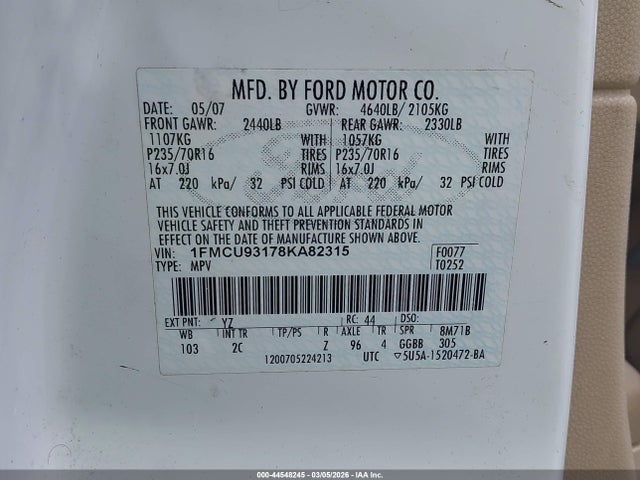 MFD. BY FORD MOTOR CO.
DATE: 05/07 GVWR: 4640LB/ 2105KG
FRONT GAWR: 2440LB REAR GAWR: 2330LB
1107KG WITH 1057KG WITH
P235/70R16 TIRES P235/70R16 TIRES
16x7.0J RIMS 16x7.0J RIMS
AT 220 kPa/ 32 PSI COLD AT 220 kPa/ 32 PSI COLD
THIS VEHICLE CONFORMS TO ALL APPLICABLE FEDERAL MOTOR
VEHICLE SAFETY AND THEFT PREVENTION STANDARDS IN
EFFECT ON THE DATE OF MANUFACTURE SHOWN ABOVE.
VIN: 1FMCU93178KA82315 F0077
TYPE: MPV T0252
EXT PNT: YZ RC: 44 DSO:
WB INT TR TP/PS R AXLE TR SPR 8M71B
103 2C Z 96 4 GGBB 305
1200705224213 UTC ▽5U5A-1520472-BA
000-44548245 - 03/05/2026 - IAA Inc.